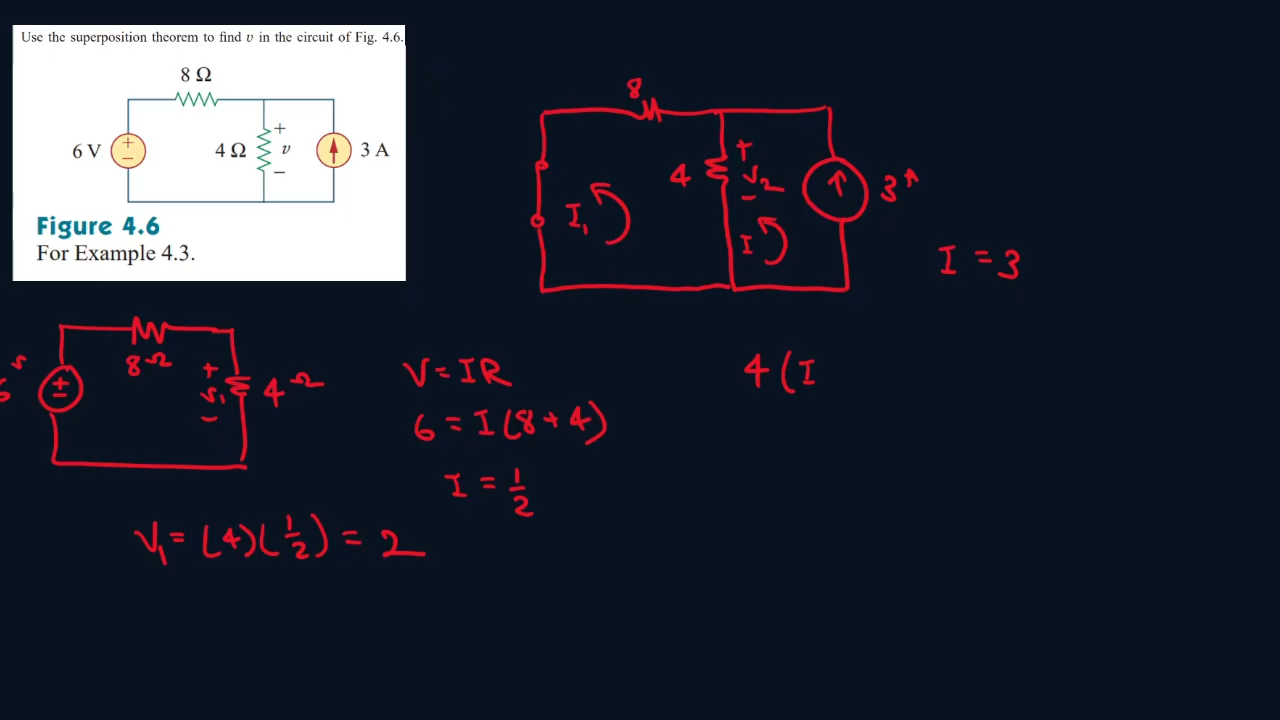 Use the superposition theorem to find v in the circuit of Fig. 4.6.
8 Ω
6 V
+
−
4 Ω
+
v
−
3 A
Figure 4.6
For Example 4.3.
8
4
+
V2
−
3A
I1
I
I = 3
6V
+
−
8Ω
+
V1
−
4Ω
V = IR
6 = I(8+4)
I = 1/2
4(I
V1 = (4)(1/2) = 2